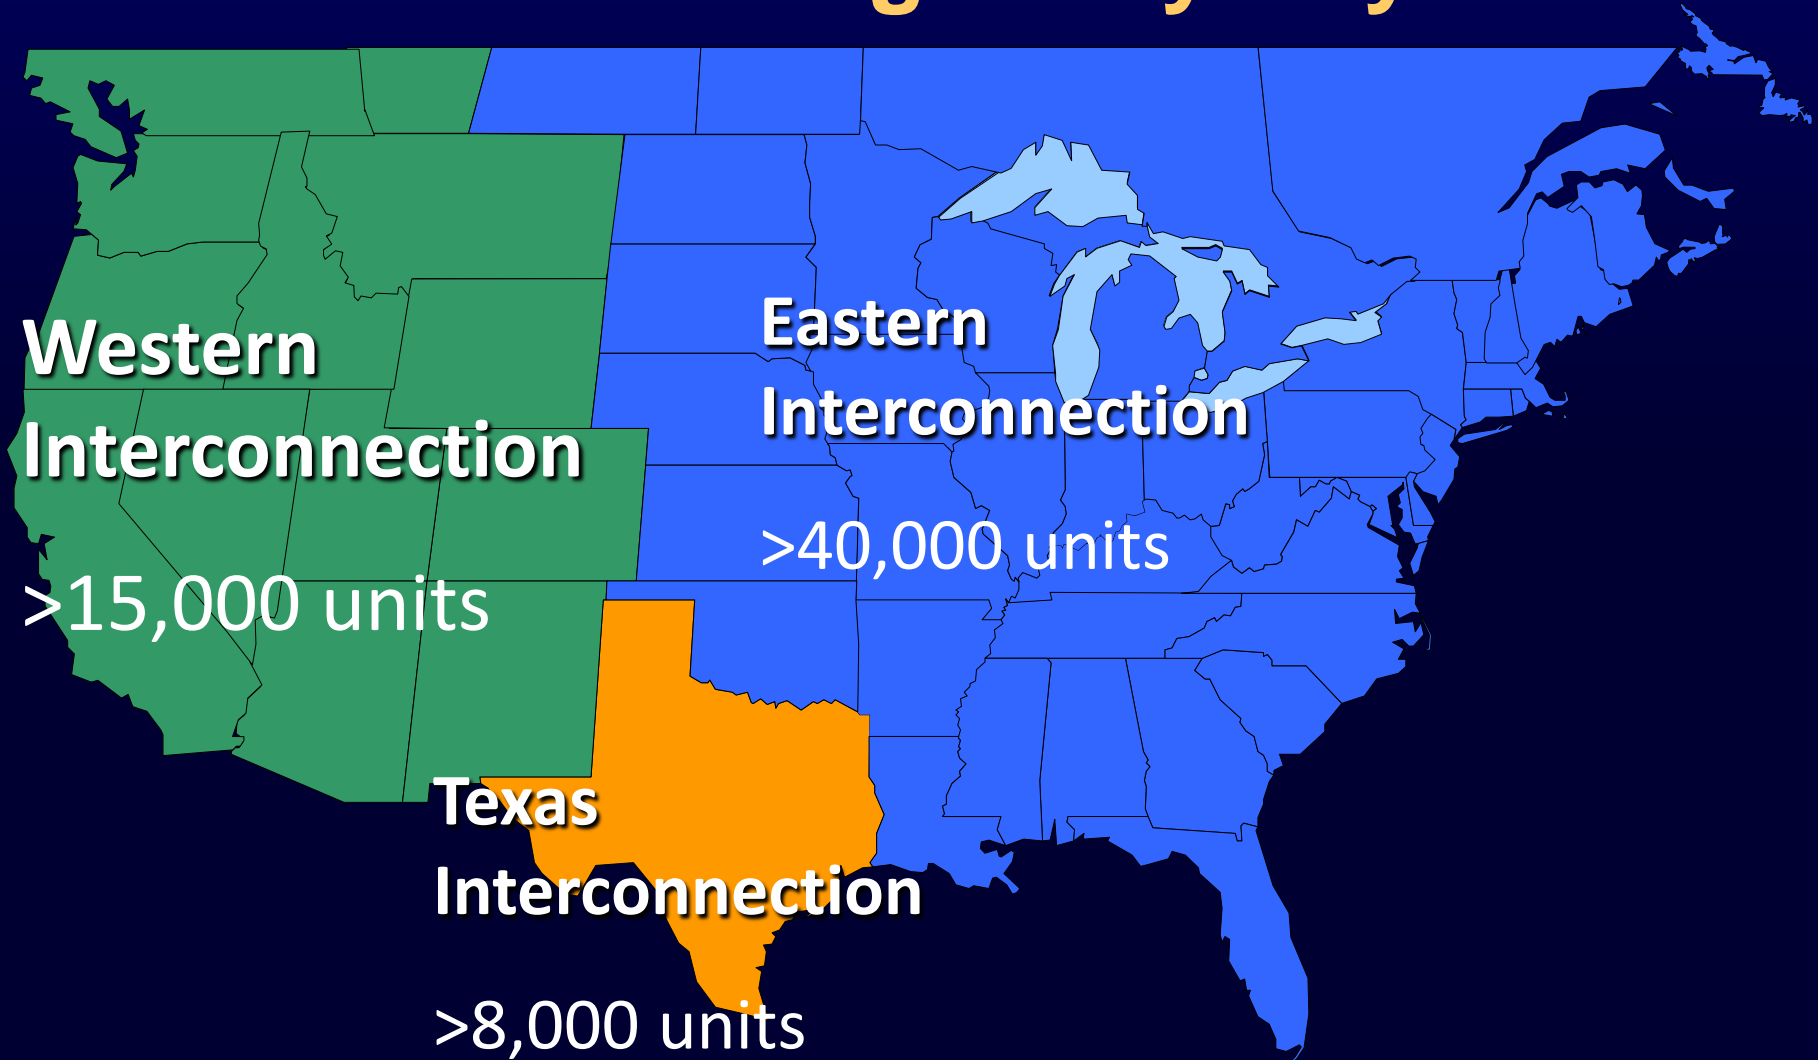 Western
Interconnection
>15,000 units
Eastern
Interconnection
>40,000 units
Texas
Interconnection
>8,000 units